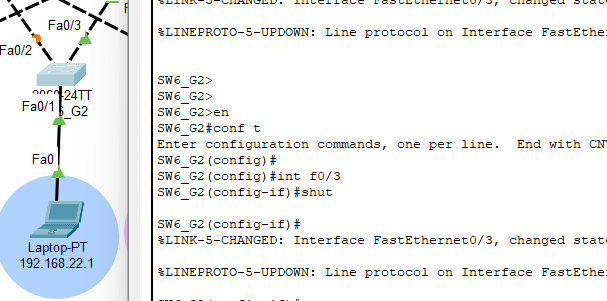 Fa0/3
Fa0/2
-24TT
Fa0/1
_G2
Fa0
Laptop-PT
192.168.22.1
%LINK-5-CHANGED: Interface FastEthernet0/3, changed stat
%LINEPROTO-5-UPDOWN: Line protocol on Interface FastEther
SW6_G2>
SW6_G2>
SW6_G2>en
SW6_G2#conf t
Enter configuration commands, one per line.  End with CN
SW6_G2(config)#
SW6_G2(config)#int f0/3
SW6_G2(config-if)#shut
SW6_G2(config-if)#
%LINK-5-CHANGED: Interface FastEthernet0/3, changed stat
%LINEPROTO-5-UPDOWN: Line protocol on Interface FastEther